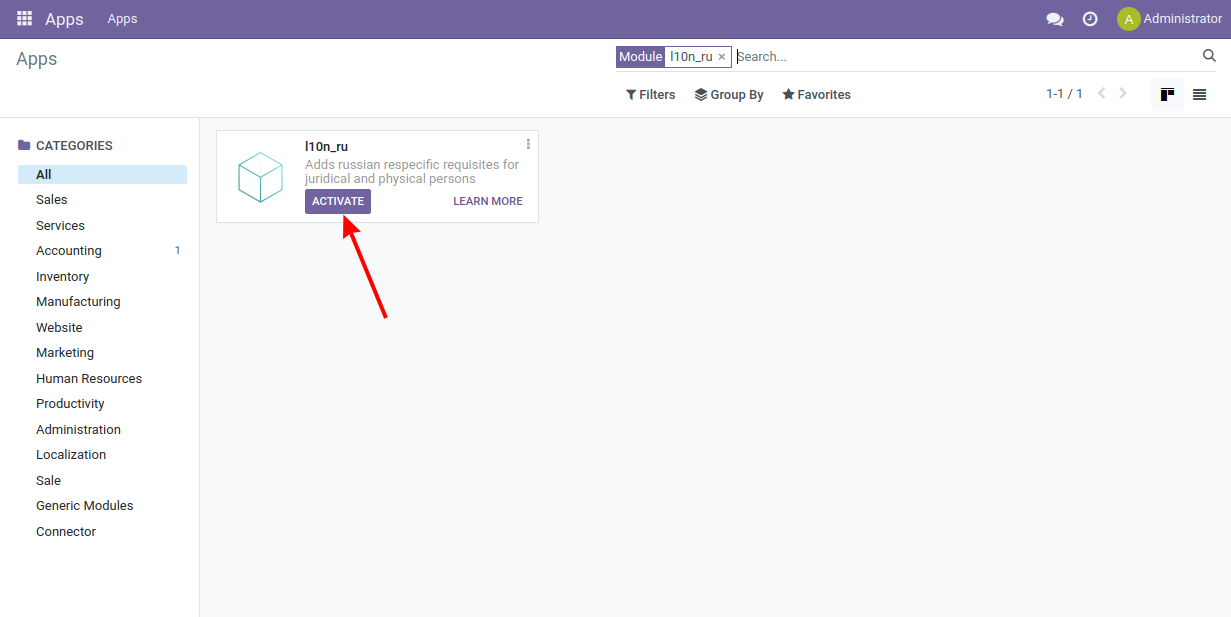 Apps Apps
A Administrator
Apps
Module l10n_ru × Search...
Filters Group By Favorites
1-1 / 1
CATEGORIES
All
Sales
Services
Accounting 1
Inventory
Manufacturing
Website
Marketing
Human Resources
Productivity
Administration
Localization
Sale
Generic Modules
Connector
l10n_ru
Adds russian respecific requisites for
juridical and physical persons
ACTIVATE LEARN MORE